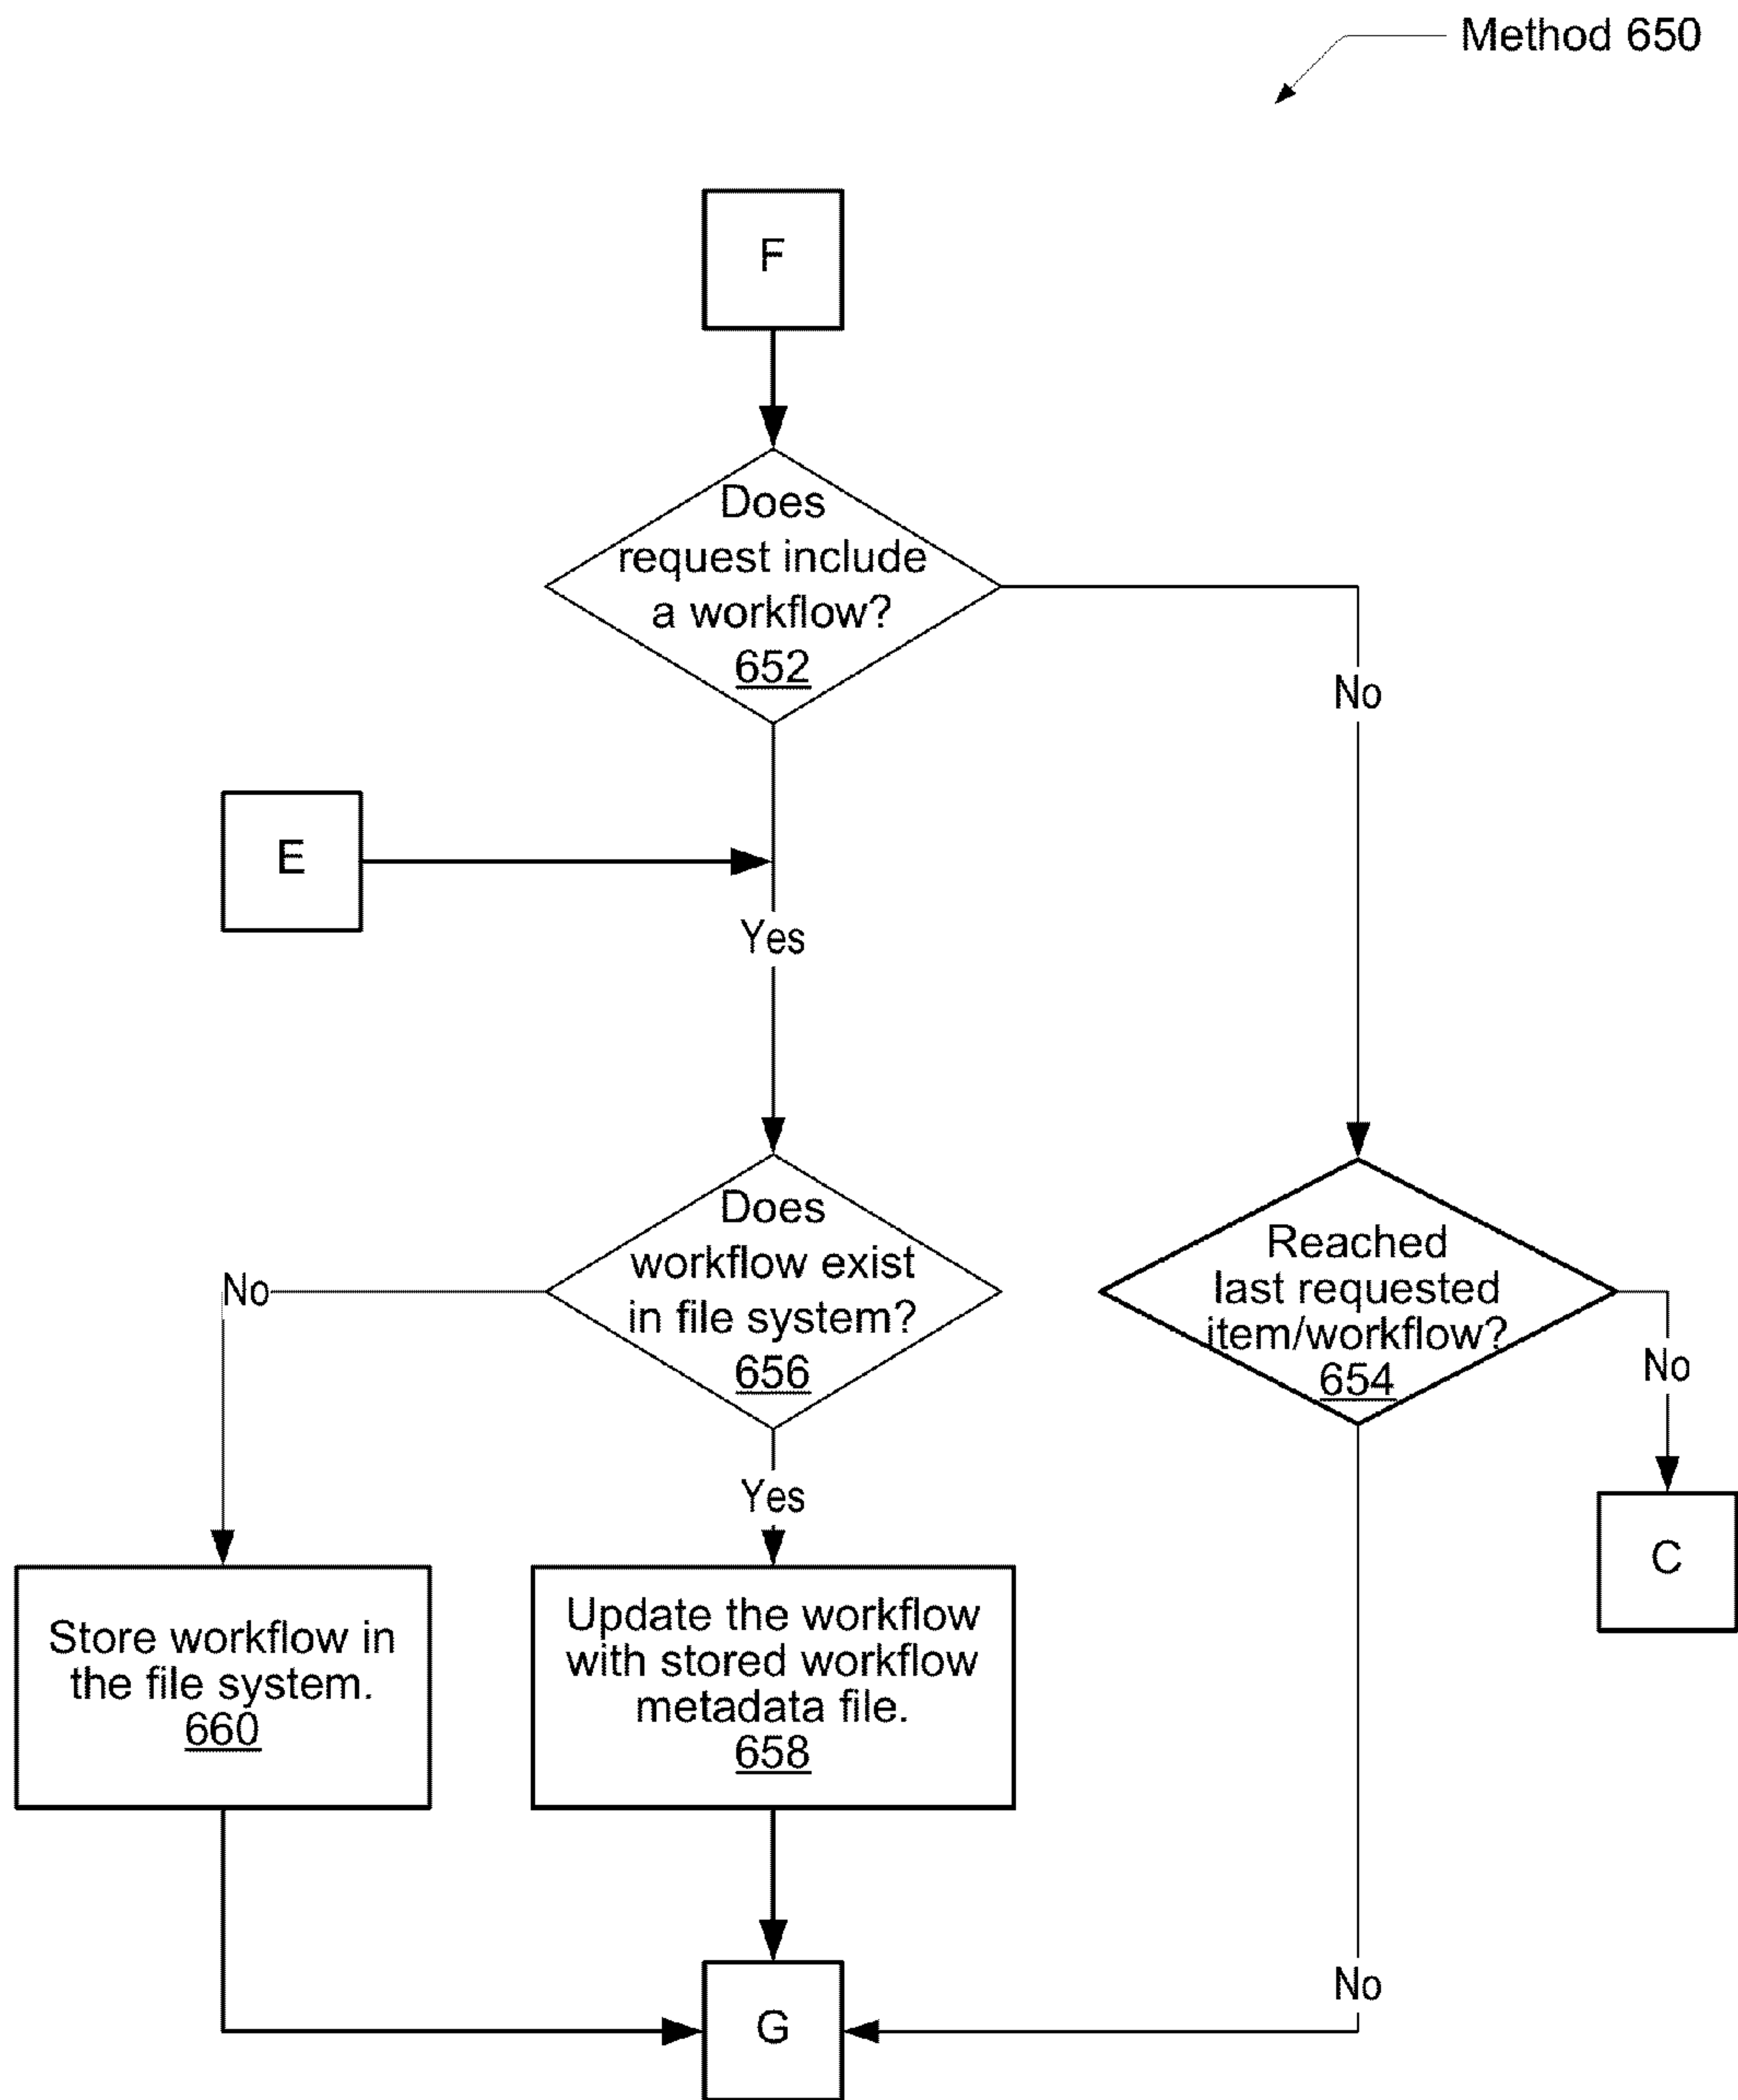 Method 650
F
Does
request include
a workflow?
652
No
E
Yes
Does
workflow exist
in file system?
656
No
Reached
last requested
item/workflow?
654
No
Yes
C
Store workflow in
the file system.
660
Update the workflow
with stored workflow
metadata file.
658
No
G